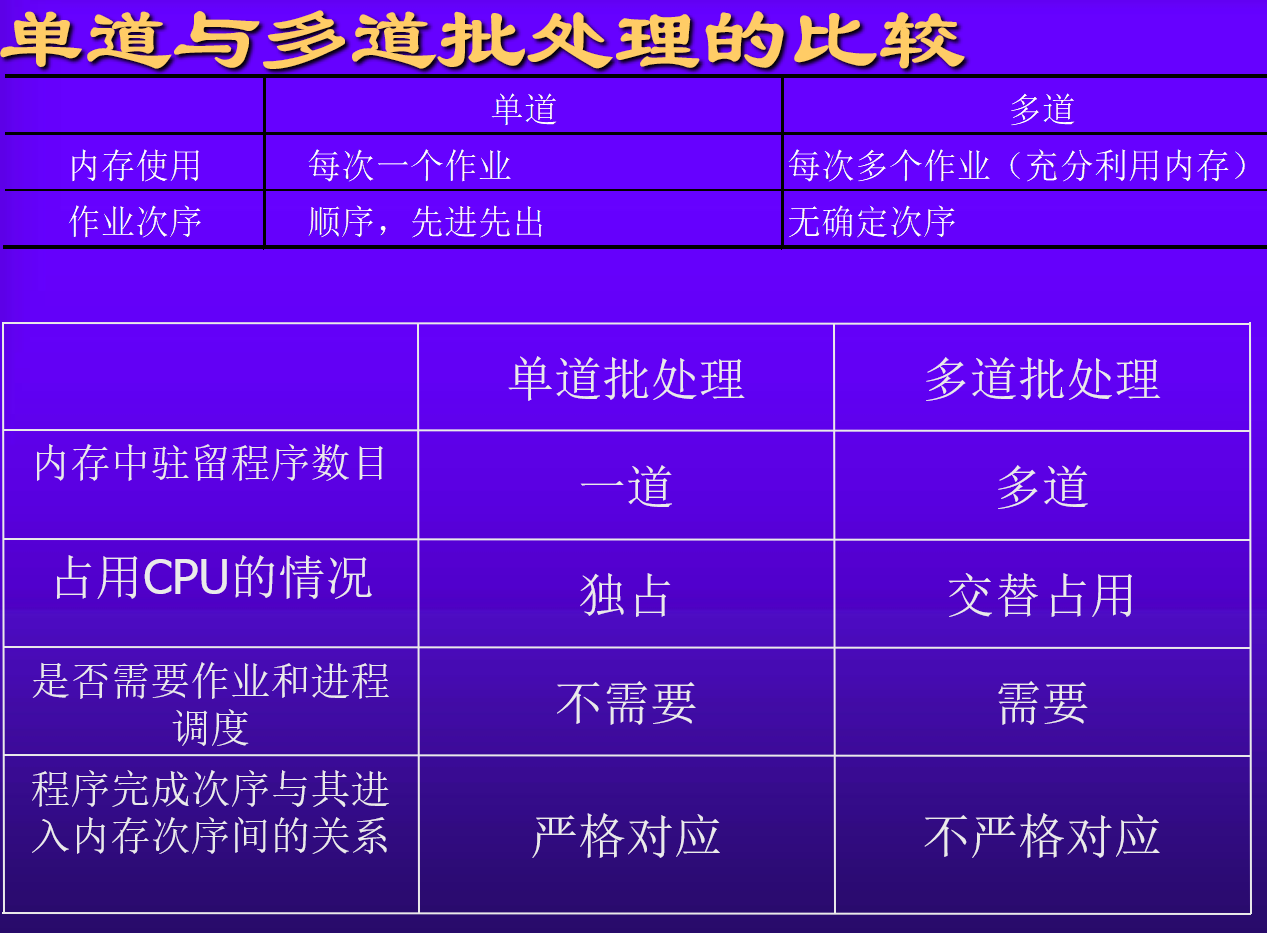 单道与多道批处理的比较
单道 多道
内存使用 每次一个作业 每次多个作业（充分利用内存）
作业次序 顺序，先进先出 无确定次序
单道批处理 多道批处理
内存中驻留程序数目 一道 多道
占用CPU的情况 独占 交替占用
是否需要作业和进程
调度 不需要 需要
程序完成次序与其进
入内存次序间的关系 严格对应 不严格对应